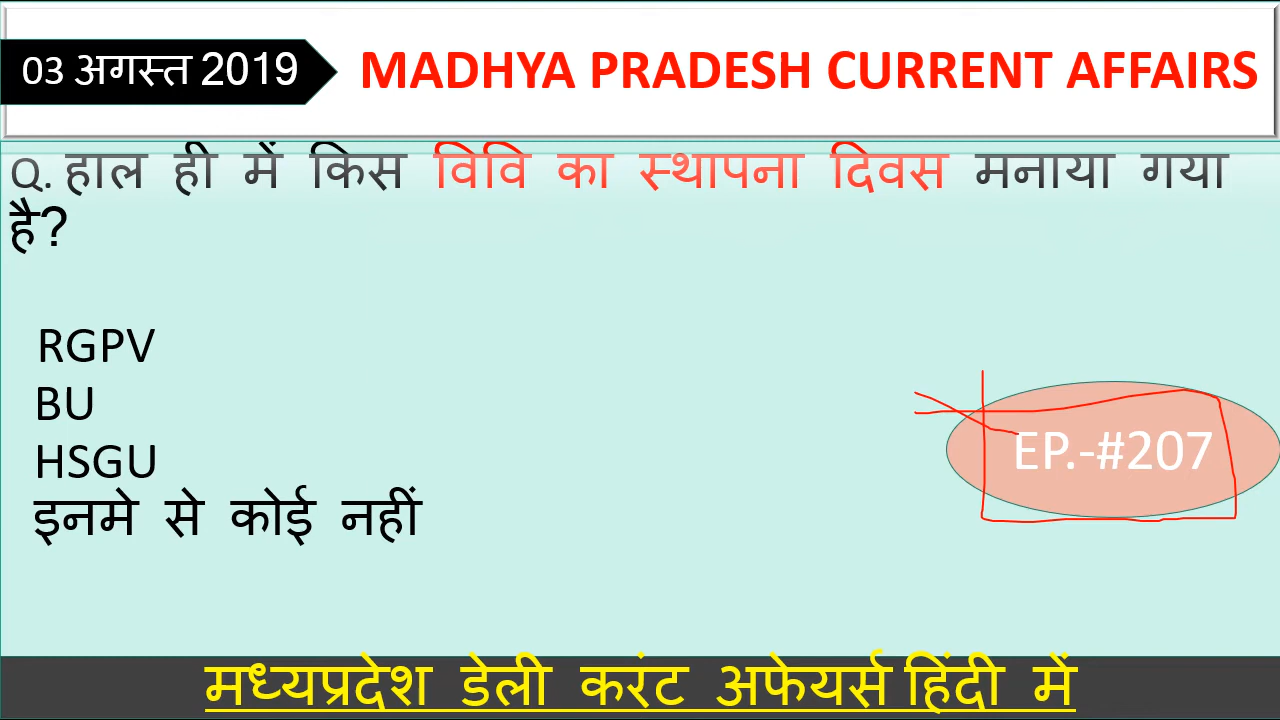 03 अगस्त 2019
MADHYA PRADESH CURRENT AFFAIRS
Q. हाल ही में किस विवि का स्थापना दिवस मनाया गया
है?
RGPV
BU
HSGU
इनमे से कोई नहीं
EP.-#207
मध्यप्रदेश डेली करंट अफेयर्स हिंदी में